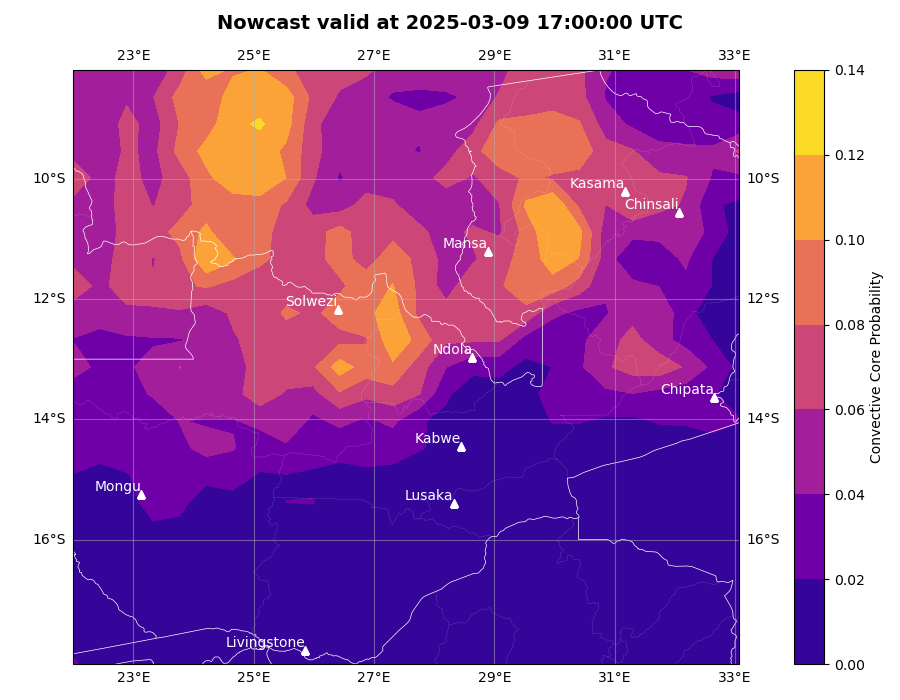 Nowcast valid at 2025-03-09 17:00:00 UTC
23°E 25°E 27°E 29°E 31°E 33°E
0.14
0.12
10°S 10°S
Kasama
Chinsali
0.10
Mansa
12°S 12°S
Solwezi
0.08
Ndola
Chipata
0.06
14°S 14°S
Kabwe
Mongu
Lusaka
0.04
16°S 16°S
0.02
Livingstone
0.00
23°E 25°E 27°E 29°E 31°E 33°E
Convective Core Probability